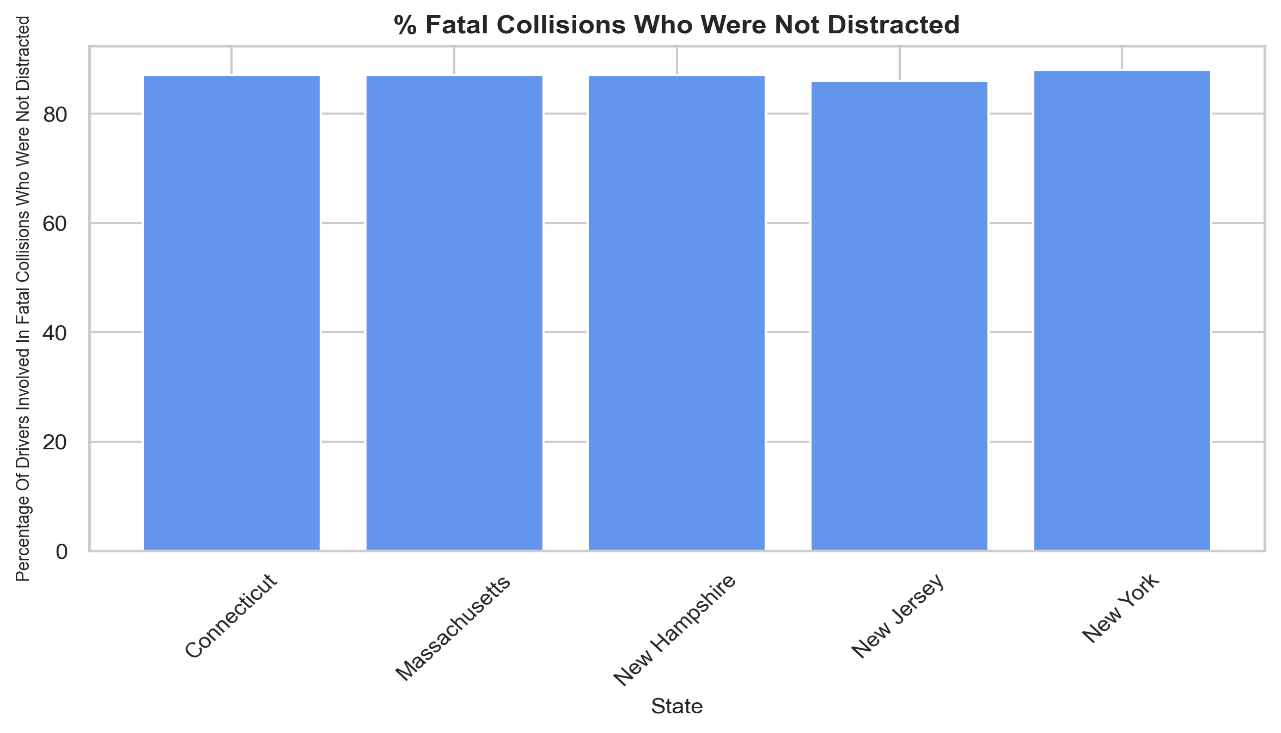 % Fatal Collisions Who Were Not Distracted
Percentage Of Drivers Involved In Fatal Collisions Who Were Not Distracted
80
60
40
20
0
Connecticut
Massachusetts
New Hampshire
New Jersey
New York
State